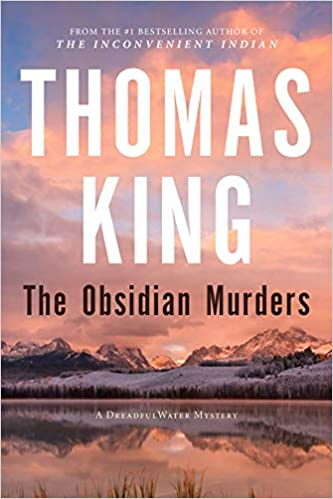 FROM THE #1 BESTSELLING AUTHOR OF
THE INCONVENIENT INDIAN
THOMAS
KING
The Obsidian Murders
A DREADFULWATER MYSTERY